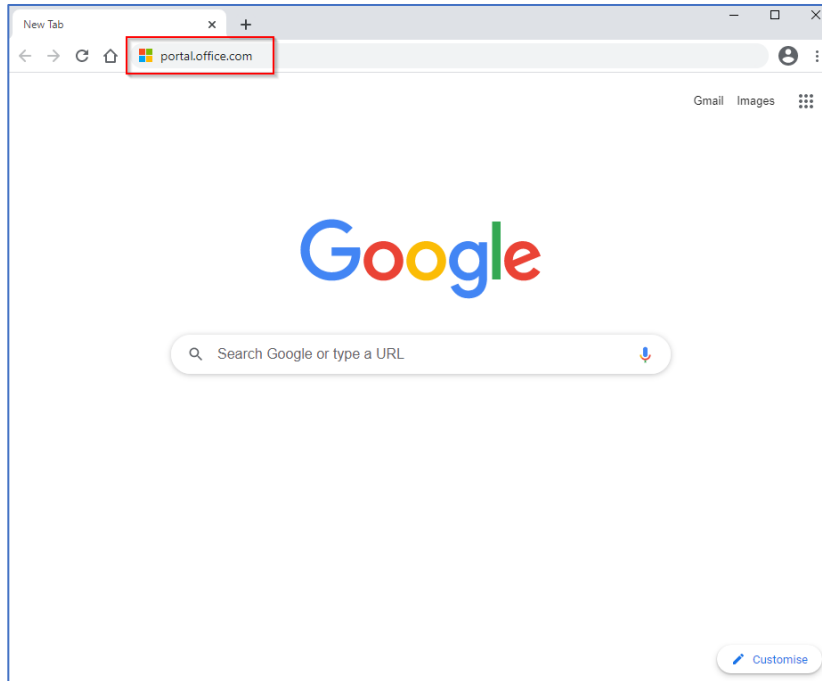 New Tab
portal.office.com
Gmail Images
Google
Search Google or type a URL
Customise